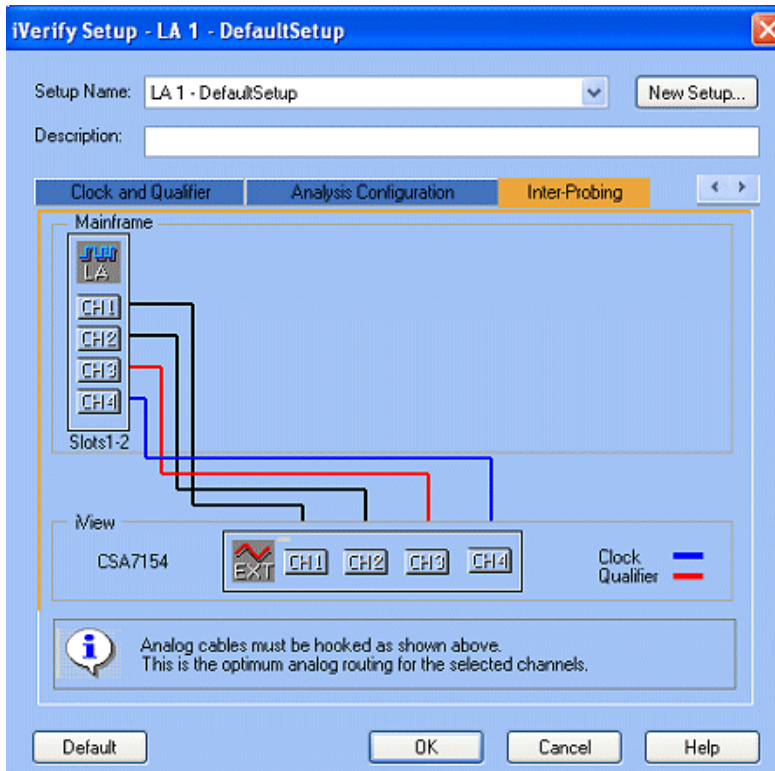 iVerify Setup - LA 1 - DefaultSetup
Setup Name: LA 1 - DefaultSetup New Setup...
Description:
Clock and Qualifier Analysis Configuration Inter-Probing
Mainframe
LA
CH1
CH2
CH3
CH4
Slots1-2
iView
CSA7154 EXT CH1 CH2 CH3 CH4 Clock
Qualifier
Analog cables must be hooked as shown above.
This is the optimum analog routing for the selected channels.
Default OK Cancel Help